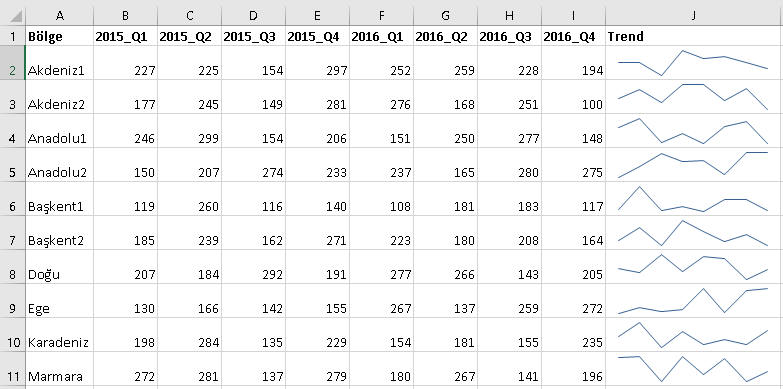 A B C D E F G H I J
1 Bölge 2015_Q1 2015_Q2 2015_Q3 2015_Q4 2016_Q1 2016_Q2 2016_Q3 2016_Q4 Trend
2 Akdeniz1 227 225 154 297 252 259 228 194
3 Akdeniz2 177 245 149 281 276 168 251 100
4 Anadolu1 246 299 154 206 151 250 277 148
5 Anadolu2 150 207 274 233 237 165 280 275
6 Başkent1 119 260 116 140 108 181 183 117
7 Başkent2 185 239 162 271 223 180 208 164
8 Doğu 207 184 292 191 277 266 143 205
9 Ege 130 166 142 155 267 137 259 272
10 Karadeniz 198 284 135 229 154 181 155 235
11 Marmara 272 281 137 279 180 267 141 196